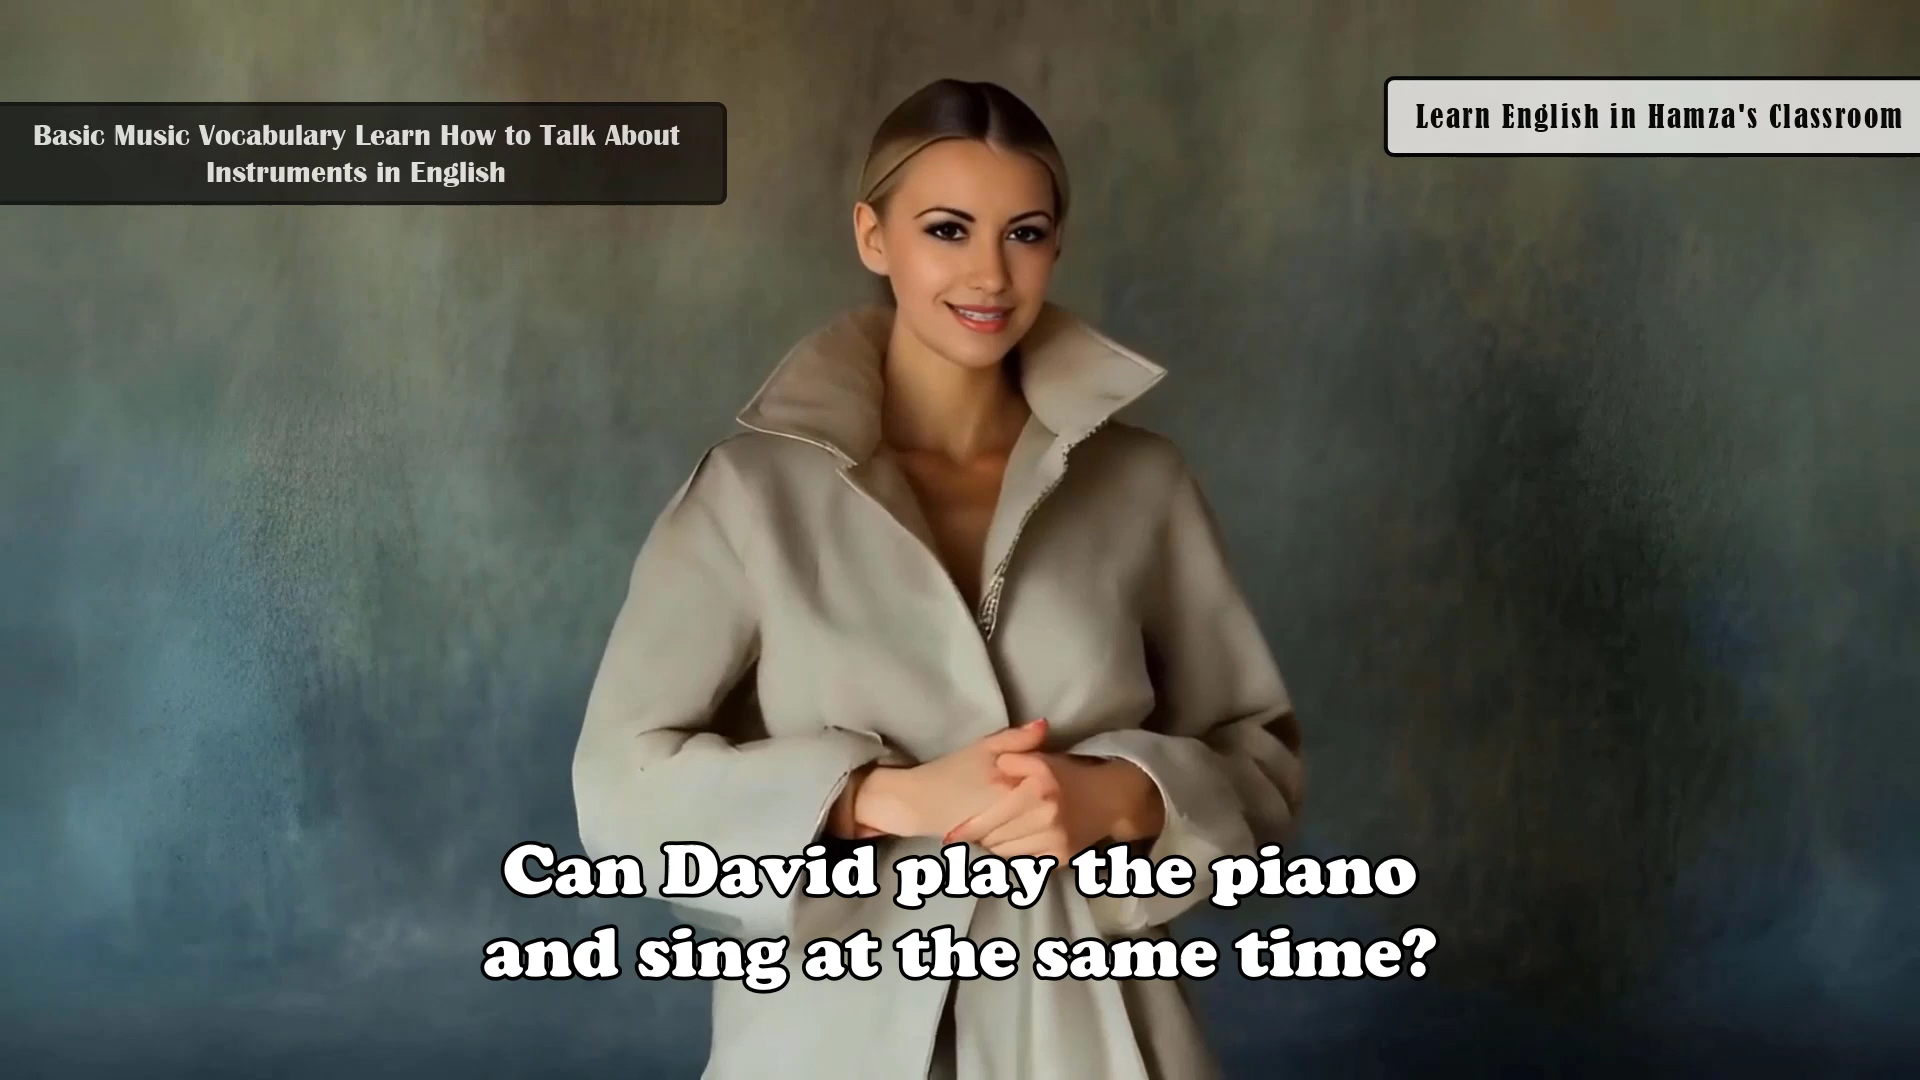 Basic Music Vocabulary Learn How to Talk About
Instruments in English
Learn English in Hamza's Classroom
Can David play the piano
and sing at the same time?